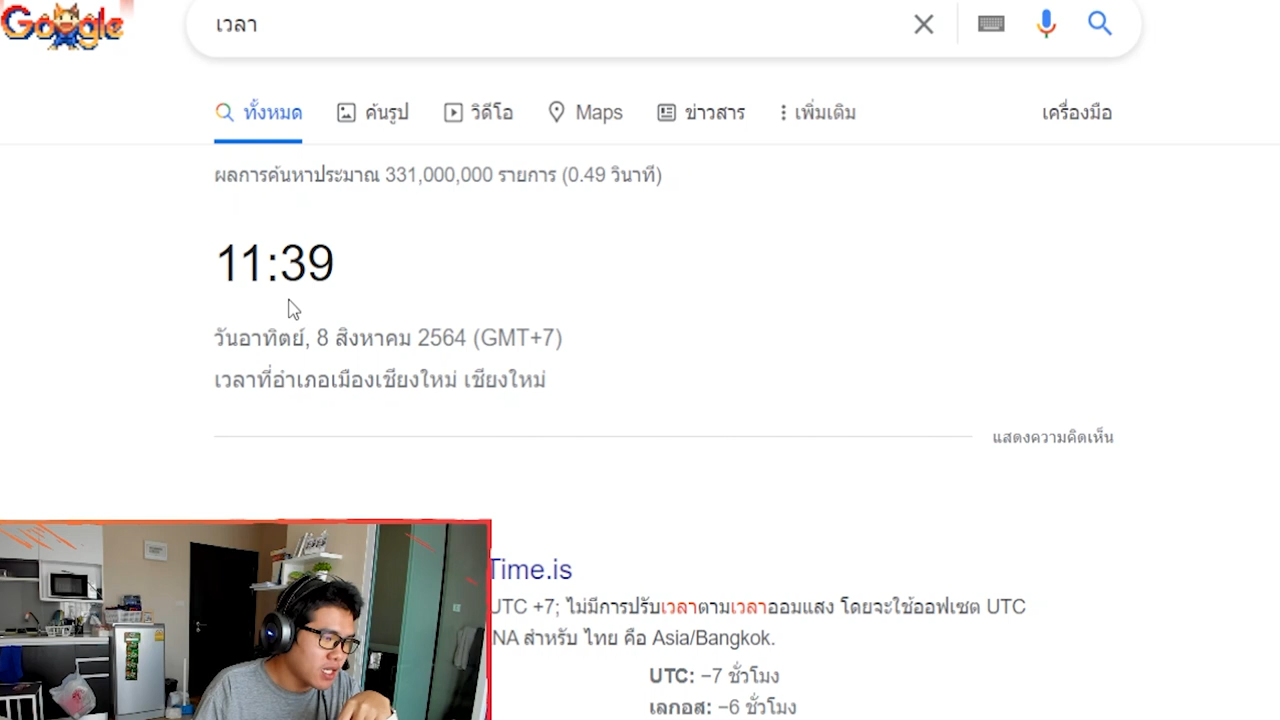 Google
เวลา
ทั้งหมด ค้นรูป วิดีโอ Maps ข่าวสาร เพิ่มเติม เครื่องมือ
ผลการค้นหาประมาณ 331,000,000 รายการ (0.49 วินาที)
11:39
วันอาทิตย์, 8 สิงหาคม 2564 (GMT+7)
เวลาที่อำเภอเมืองเชียงใหม่ เชียงใหม่
แสดงความคิดเห็น
Time.is
UTC +7; ไม่มีการปรับเวลาตามเวลาออมแสง โดยจะใช้ออฟเซต UTC
NA สำหรับ ไทย คือ Asia/Bangkok.
UTC: −7 ชั่วโมง
เลกอส: −6 ชั่วโมง